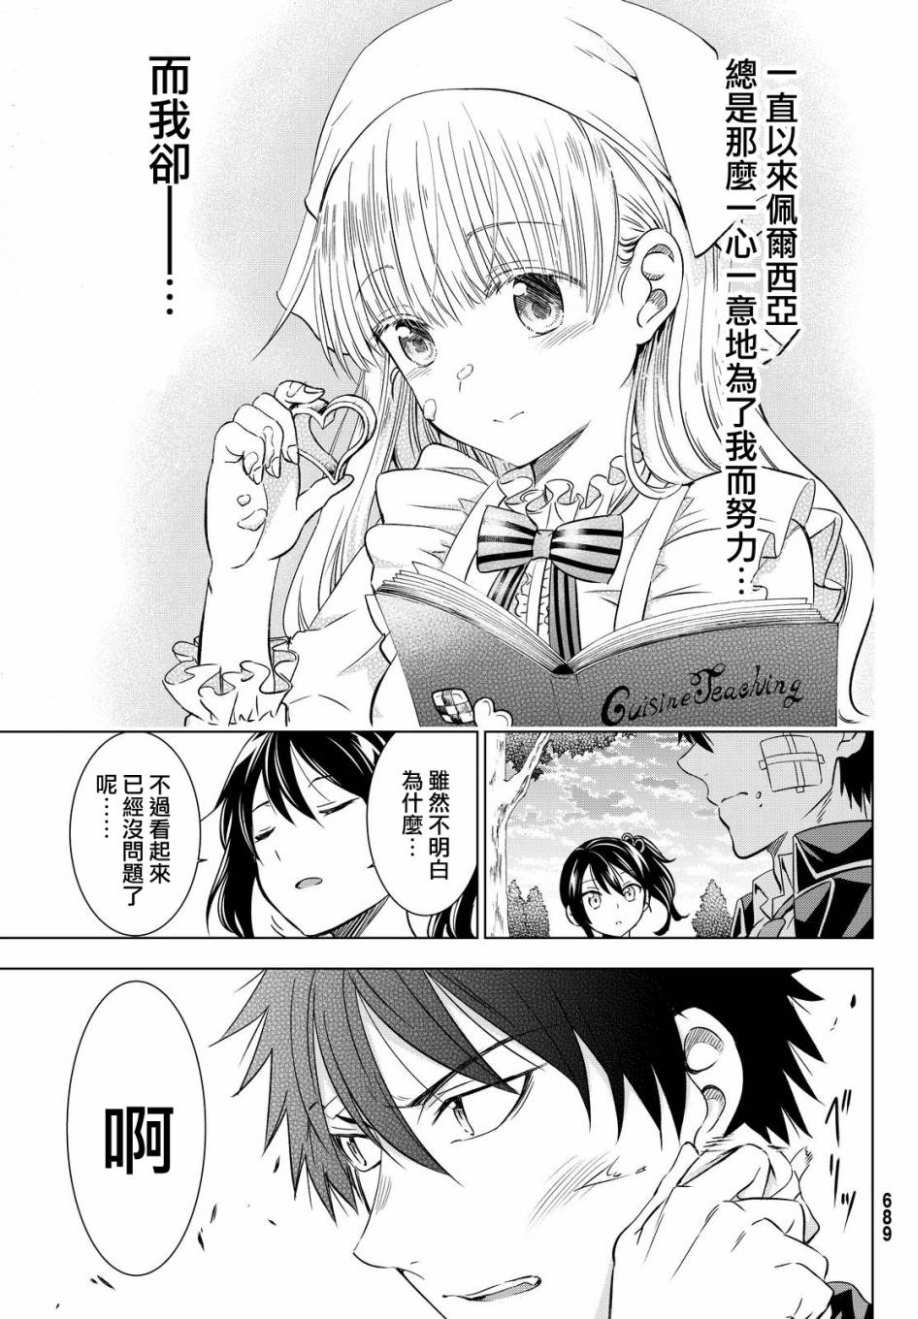 一直以來佩爾西亞
總是那麼一心一意地為了我而努力…
而我卻——…
Cuisine Teaching
雖然不明白
為什麼…
不過看起來
已經沒問題了
呢……
啊
689